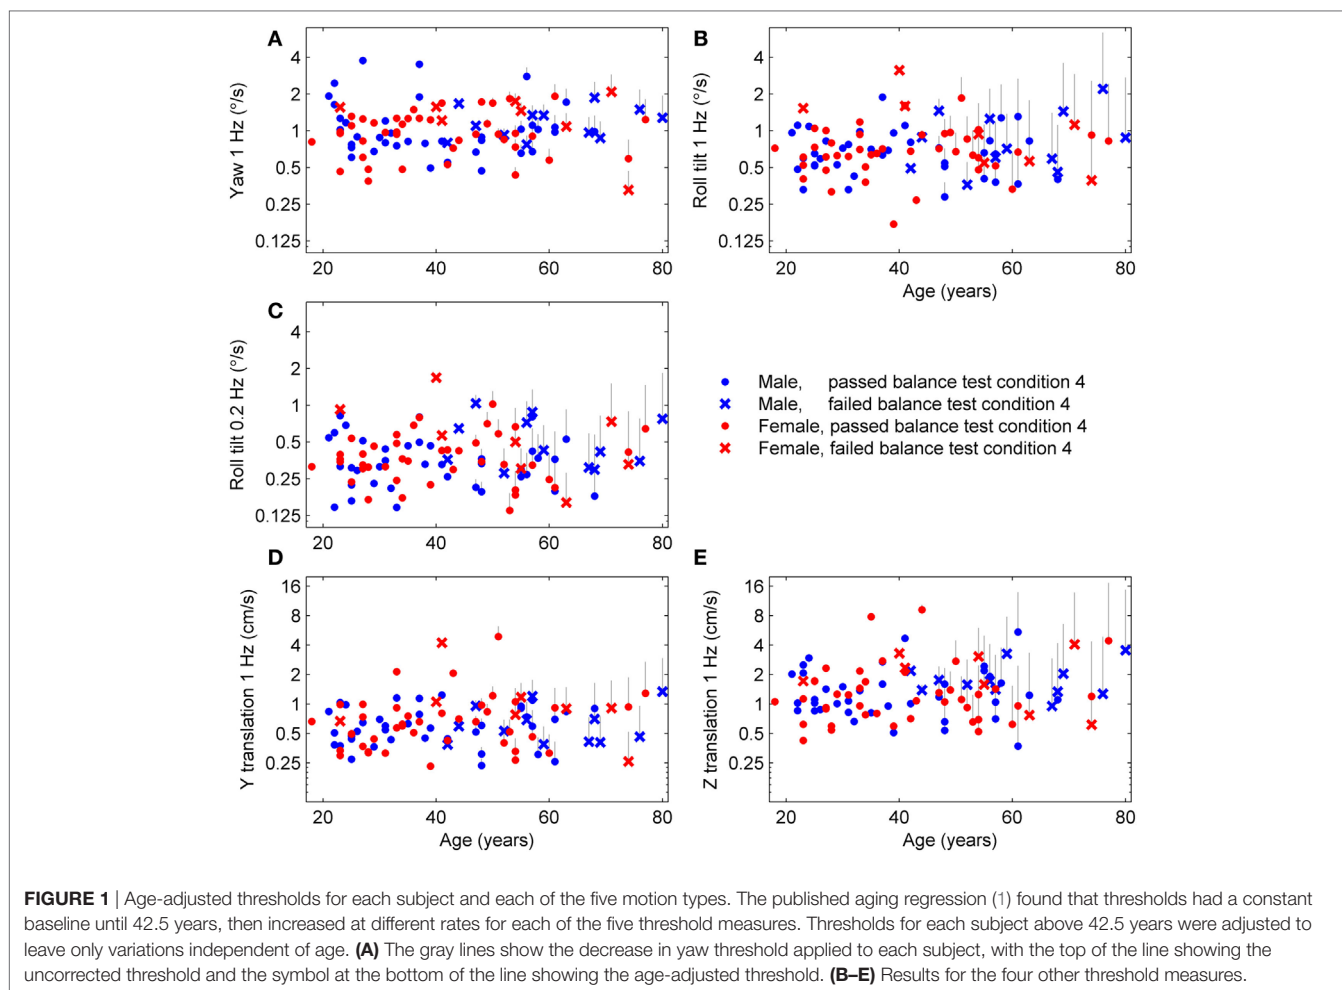 A
Yaw 1 Hz (°/s)
4
2
1
0.5
0.25
0.125
20
40
60
80
B
Roll tilt 1 Hz (°/s)
4
2
1
0.5
0.25
0.125
20
40
60
80
Age (years)
C
Roll tilt 0.2 Hz (°/s)
4
2
1
0.5
0.25
0.125
20
40
60
80
Male, passed balance test condition 4
Male, failed balance test condition 4
Female, passed balance test condition 4
Female, failed balance test condition 4
D
Y translation 1 Hz (cm/s)
16
8
4
2
1
0.5
0.25
20
40
60
80
Age (years)
E
Z translation 1 Hz (cm/s)
16
8
4
2
1
0.5
0.25
20
40
60
80
Age (years)
FIGURE 1 | Age-adjusted thresholds for each subject and each of the five motion types. The published aging regression (1) found that thresholds had a constant
baseline until 42.5 years, then increased at different rates for each of the five threshold measures. Thresholds for each subject above 42.5 years were adjusted to
leave only variations independent of age. (A) The gray lines show the decrease in yaw threshold applied to each subject, with the top of the line showing the
uncorrected threshold and the symbol at the bottom of the line showing the age-adjusted threshold. (B–E) Results for the four other threshold measures.